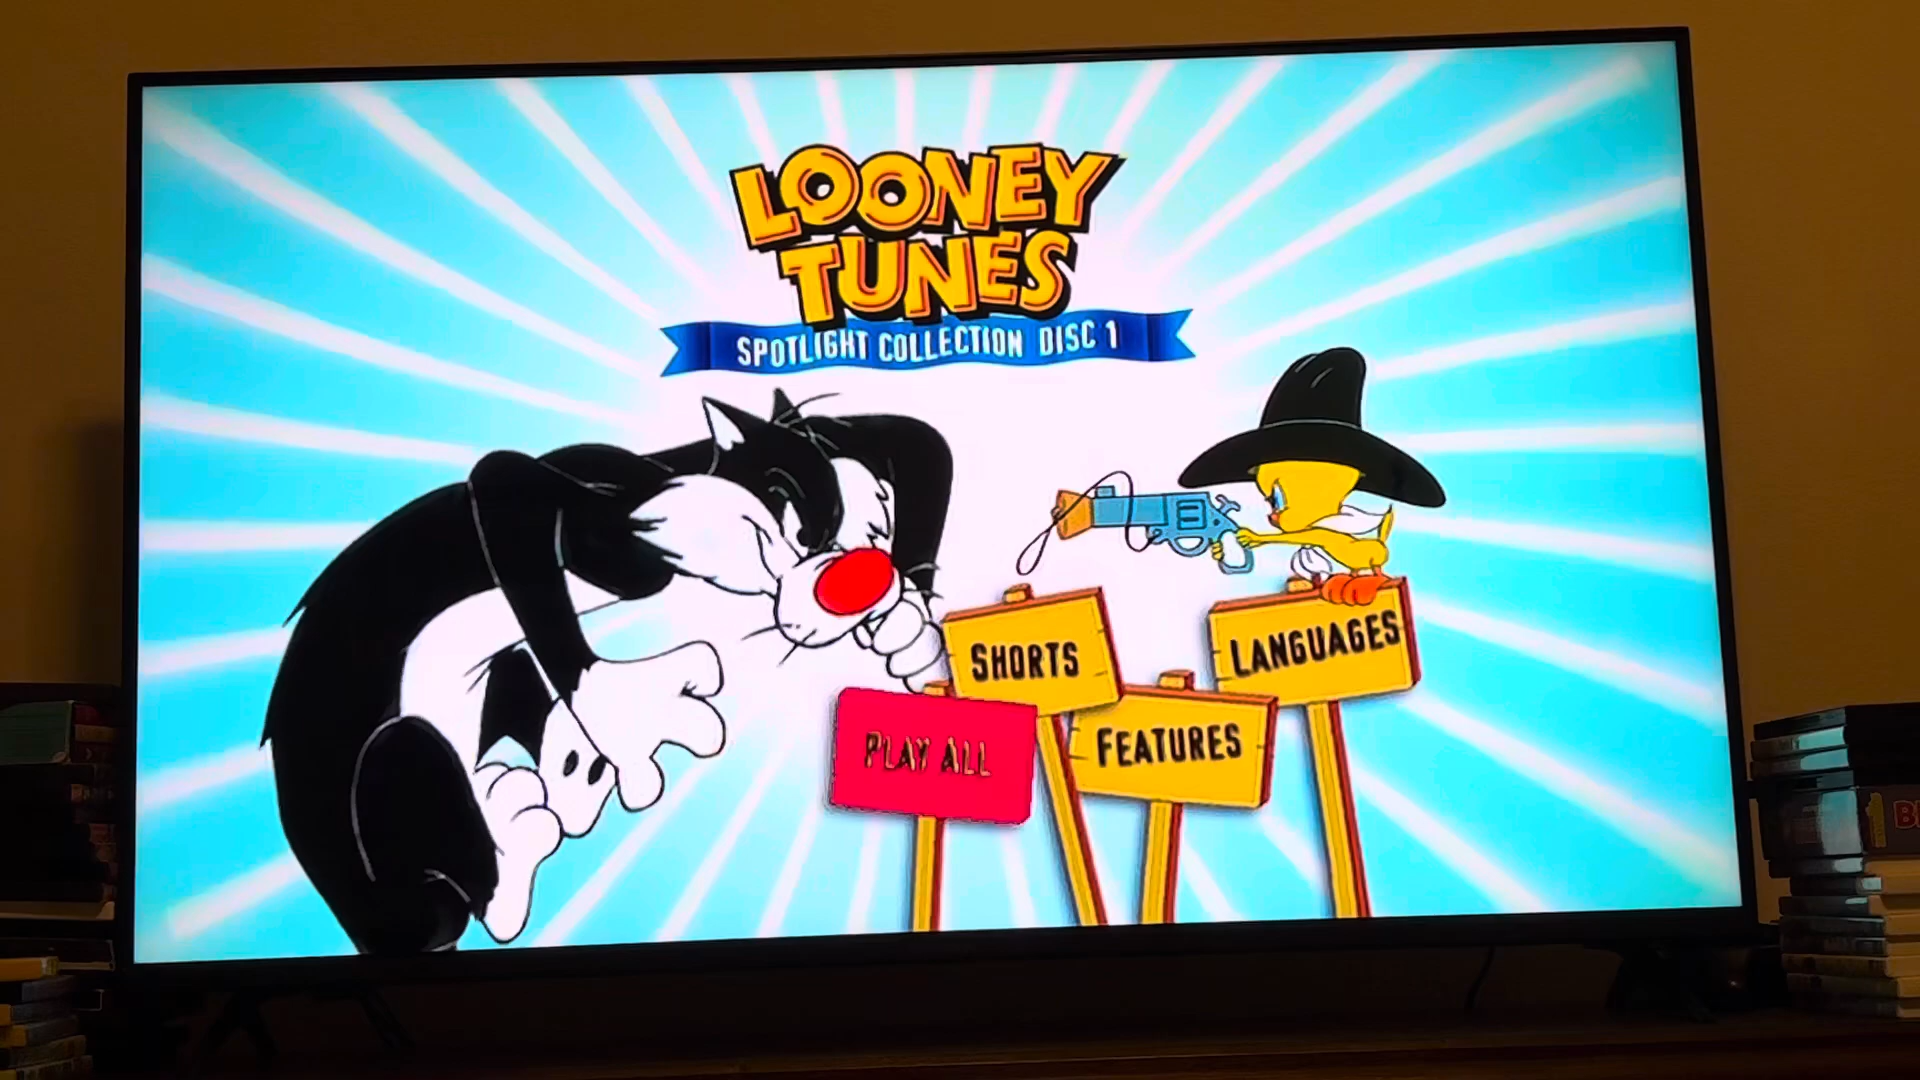 LOONEY
TUNES
SPOTLIGHT COLLECTION DISC 1
SHORTS
LANGUAGES
PLAY ALL
FEATURES